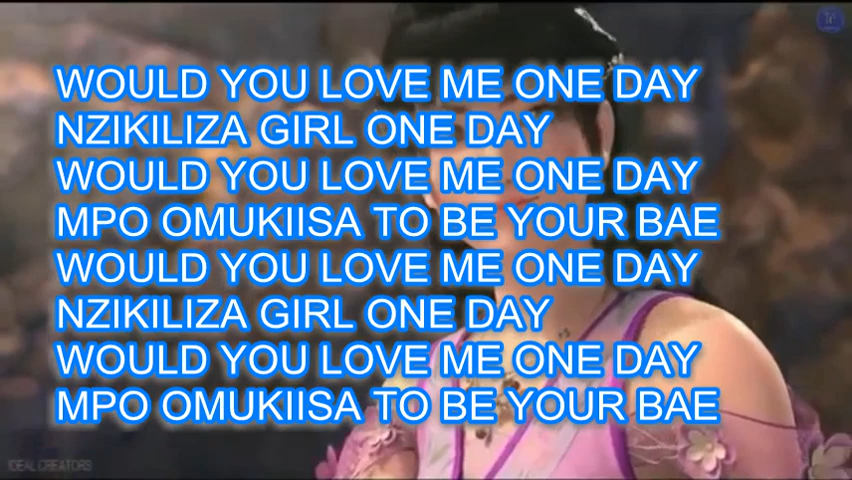 WOULD YOU LOVE ME ONE DAY
NZIKILIZA GIRL ONE DAY
WOULD YOU LOVE ME ONE DAY
MPO OMUKIISA TO BE YOUR BAE
WOULD YOU LOVE ME ONE DAY
NZIKILIZA GIRL ONE DAY
WOULD YOU LOVE ME ONE DAY
MPO OMUKIISA TO BE YOUR BAE
IDEAL CREATORS